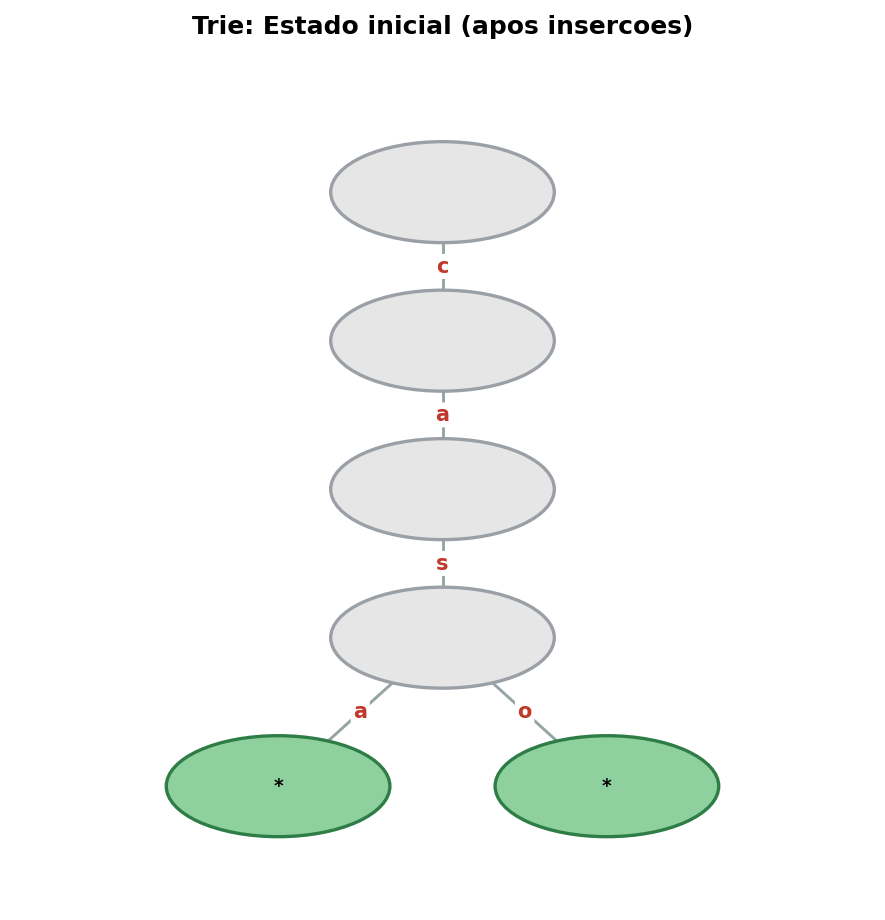 Trie: Estado inicial (apos insercoes)
c
a
s
a o
* *